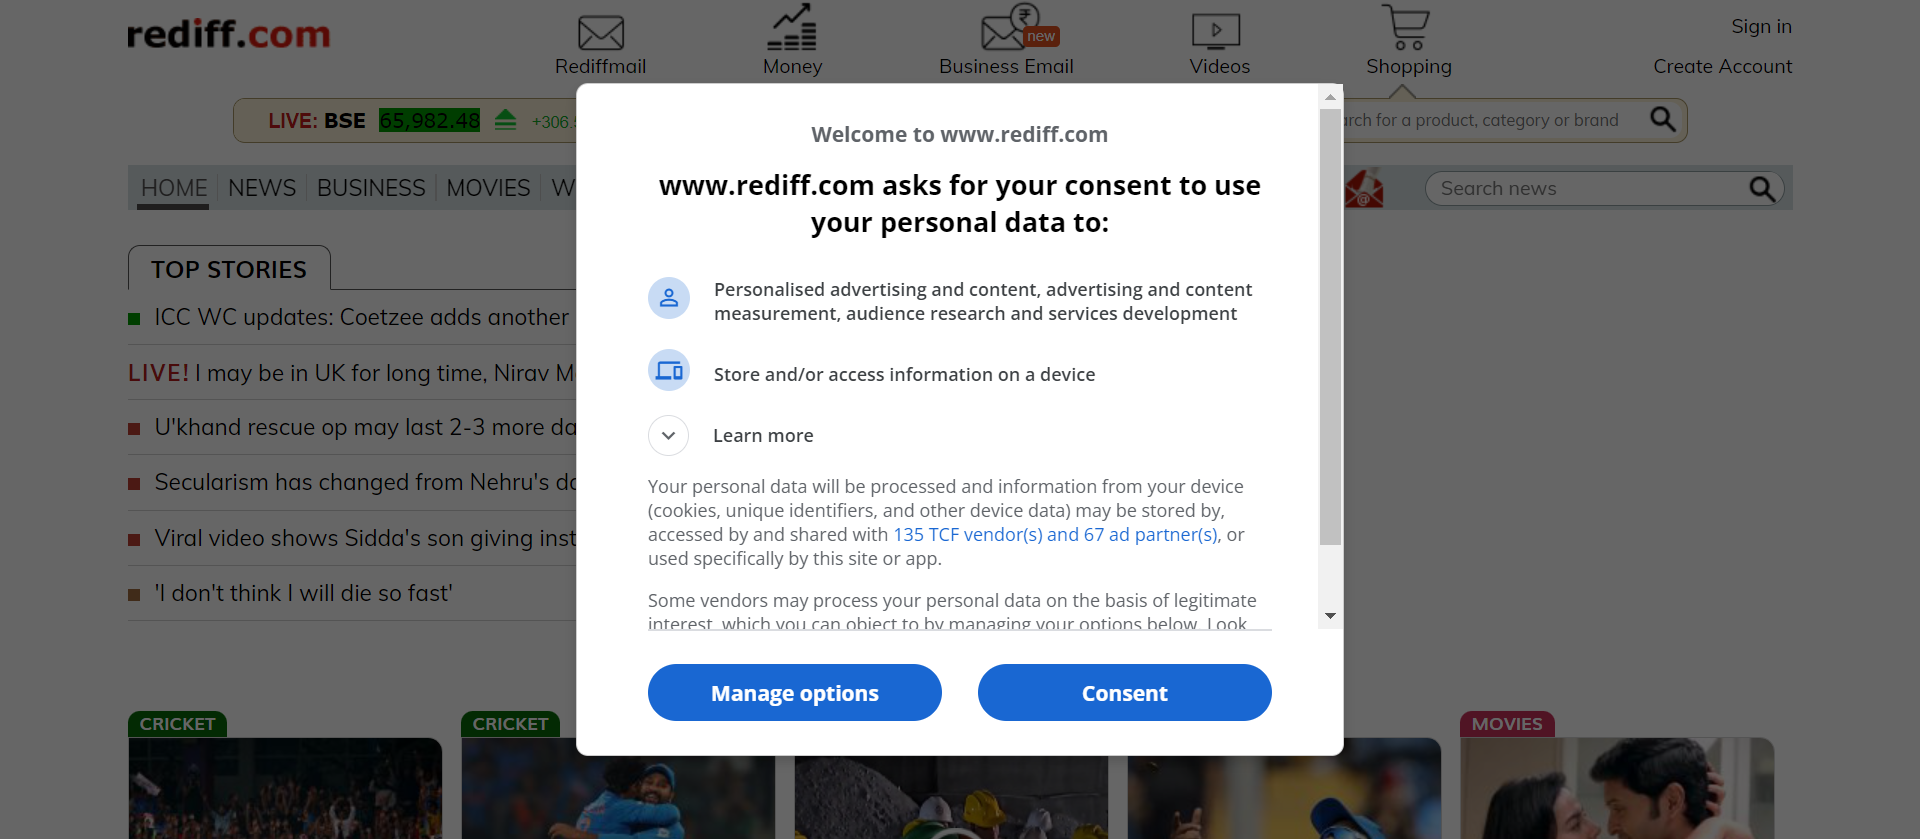 rediff.com
Rediffmail
Money
new
Business Email
Videos
Shopping
Sign in
Create Account
LIVE: BSE 65,982.48 +306.
for a product, category or brand
HOME NEWS BUSINESS MOVIES W
Search news
TOP STORIES
ICC WC updates: Coetzee adds another
LIVE! I may be in UK for long time, Nirav M
U'khand rescue op may last 2-3 more da
Secularism has changed from Nehru's da
Viral video shows Sidda's son giving inst
'I don't think I will die so fast'
Welcome to www.rediff.com
www.rediff.com asks for your consent to use
your personal data to:
Personalised advertising and content, advertising and content
measurement, audience research and services development
Store and/or access information on a device
Learn more
Your personal data will be processed and information from your device
(cookies, unique identifiers, and other device data) may be stored by,
accessed by and shared with 135 TCF vendor(s) and 67 ad partner(s), or
used specifically by this site or app.
Some vendors may process your personal data on the basis of legitimate
interest, which you can object to by managing your options below. Look
Manage options
Consent
CRICKET
CRICKET
MOVIES